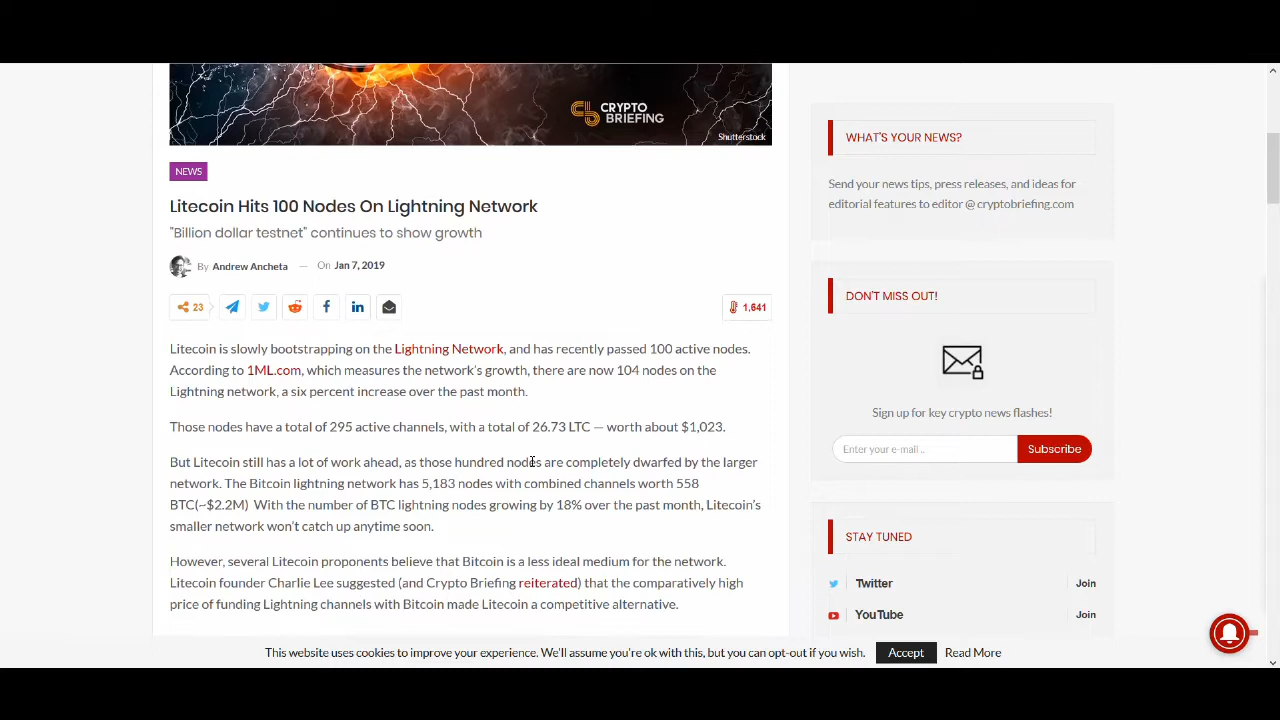 CRYPTO
BRIEFING
Shutterstock
NEWS
Litecoin Hits 100 Nodes On Lightning Network
"Billion dollar testnet" continues to show growth
By Andrew Ancheta — On Jan 7, 2019
23
1,641
Litecoin is slowly bootstrapping on the Lightning Network, and has recently passed 100 active nodes.
According to 1ML.com, which measures the network's growth, there are now 104 nodes on the
Lightning network, a six percent increase over the past month.
Those nodes have a total of 295 active channels, with a total of 26.73 LTC — worth about $1,023.
But Litecoin still has a lot of work ahead, as those hundred nodes are completely dwarfed by the larger
network. The Bitcoin lightning network has 5,183 nodes with combined channels worth 558
BTC(~$2.2M) With the number of BTC lightning nodes growing by 18% over the past month, Litecoin's
smaller network won't catch up anytime soon.
However, several Litecoin proponents believe that Bitcoin is a less ideal medium for the network.
Litecoin founder Charlie Lee suggested (and Crypto Briefing reiterated) that the comparatively high
price of funding Lightning channels with Bitcoin made Litecoin a competitive alternative.
WHAT'S YOUR NEWS?
Send your news tips, press releases, and ideas for
editorial features to editor @ cryptobriefing.com
DON'T MISS OUT!
Sign up for key crypto news flashes!
Enter your e-mail ..
Subscribe
STAY TUNED
Twitter Join
YouTube Join
This website uses cookies to improve your experience. We'll assume you're ok with this, but you can opt-out if you wish. Accept Read More